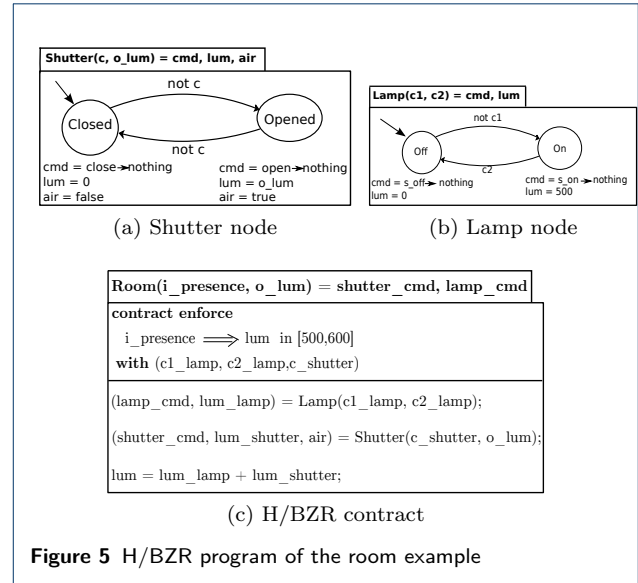 Shutter(c, o_lum) = cmd, lum, air
not c
Closed
Opened
not c
cmd = close→nothing
lum = 0
air = false
cmd = open→nothing
lum = o_lum
air = true
(a) Shutter node
Lamp(c1, c2) = cmd, lum
not c1
Off
On
c2
cmd = s_off→nothing
lum = 0
cmd = s_on→nothing
lum = 500
(b) Lamp node
Room(i_presence, o_lum) = shutter_cmd, lamp_cmd
contract enforce
i_presence ⟹ lum in [500,600]
with (c1_lamp, c2_lamp,c_shutter)
(lamp_cmd, lum_lamp) = Lamp(c1_lamp, c2_lamp);
(shutter_cmd, lum_shutter, air) = Shutter(c_shutter, o_lum);
lum = lum_lamp + lum_shutter;
(c) H/BZR contract
Figure 5 H/BZR program of the room example